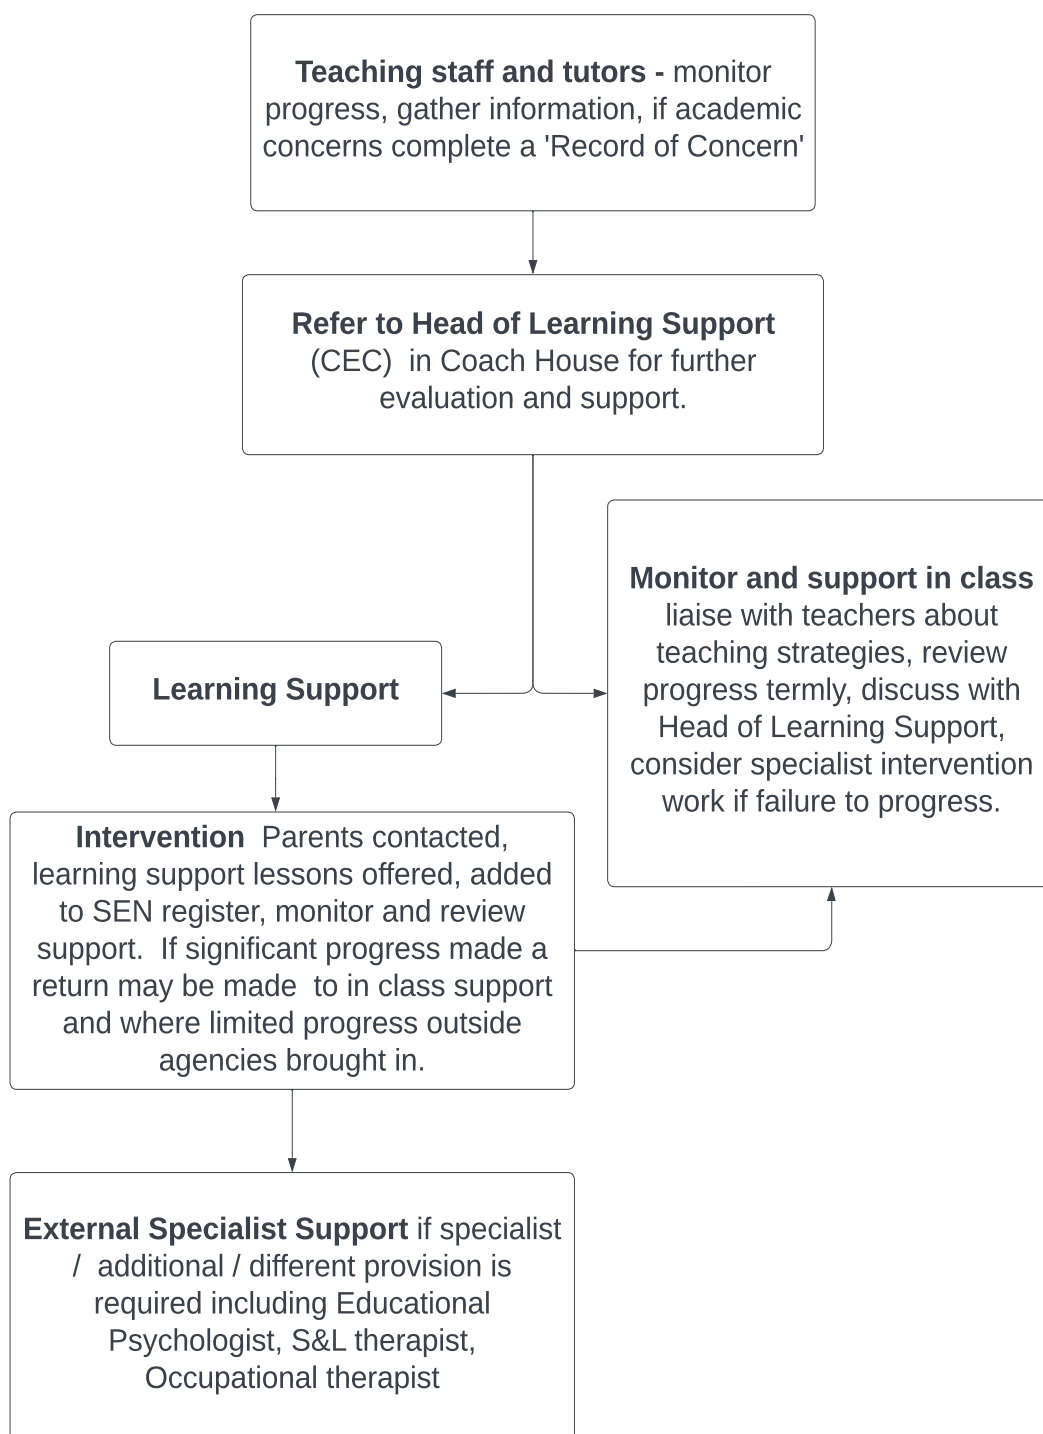 Teaching staff and tutors - monitor
progress, gather information, if academic
concerns complete a 'Record of Concern'
Refer to Head of Learning Support
(CEC)  in Coach House for further
evaluation and support.
Monitor and support in class
liaise with teachers about
teaching strategies, review
progress termly, discuss with
Head of Learning Support,
consider specialist intervention
work if failure to progress.
Learning Support
Intervention  Parents contacted,
learning support lessons offered, added
to SEN register, monitor and review
support.  If significant progress made a
return may be made  to in class support
and where limited progress outside
agencies brought in.
External Specialist Support if specialist
/  additional / different provision is
required including Educational
Psychologist, S&L therapist,
Occupational therapist